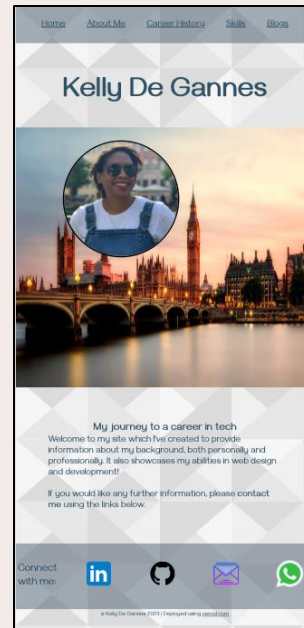 Home About Me Career History Skills Blogs
Kelly De Gannes
My journey to a career in tech
Welcome to my site which I've created to provide
information about my background, both personally and
professionally. It also showcases my abilities in web design
and development!
If you would like any further information, please contact
me using the links below.
Connect
with me:
in
© Kelly De Gannes 2023 | Deployed using vercel.com